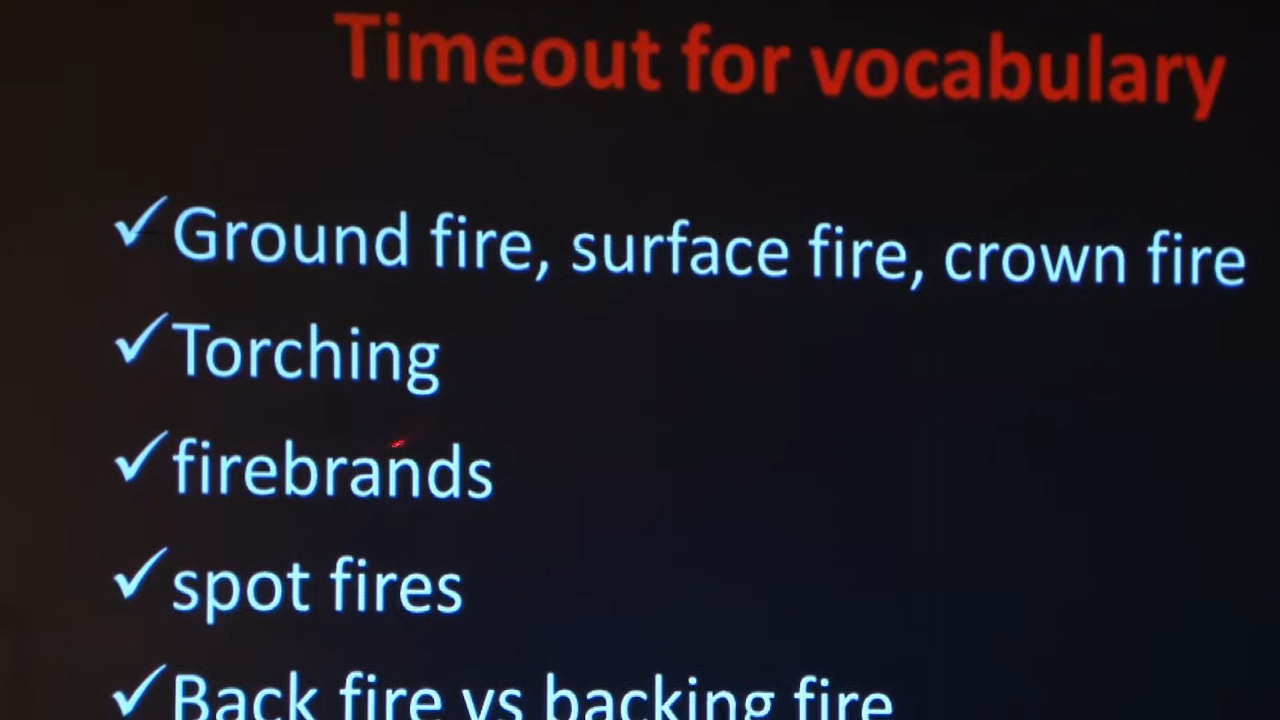 Timeout for vocabulary
✓Ground fire, surface fire, crown fire
✓Torching
✓firebrands
✓spot fires
✓Back fire vs backing fire